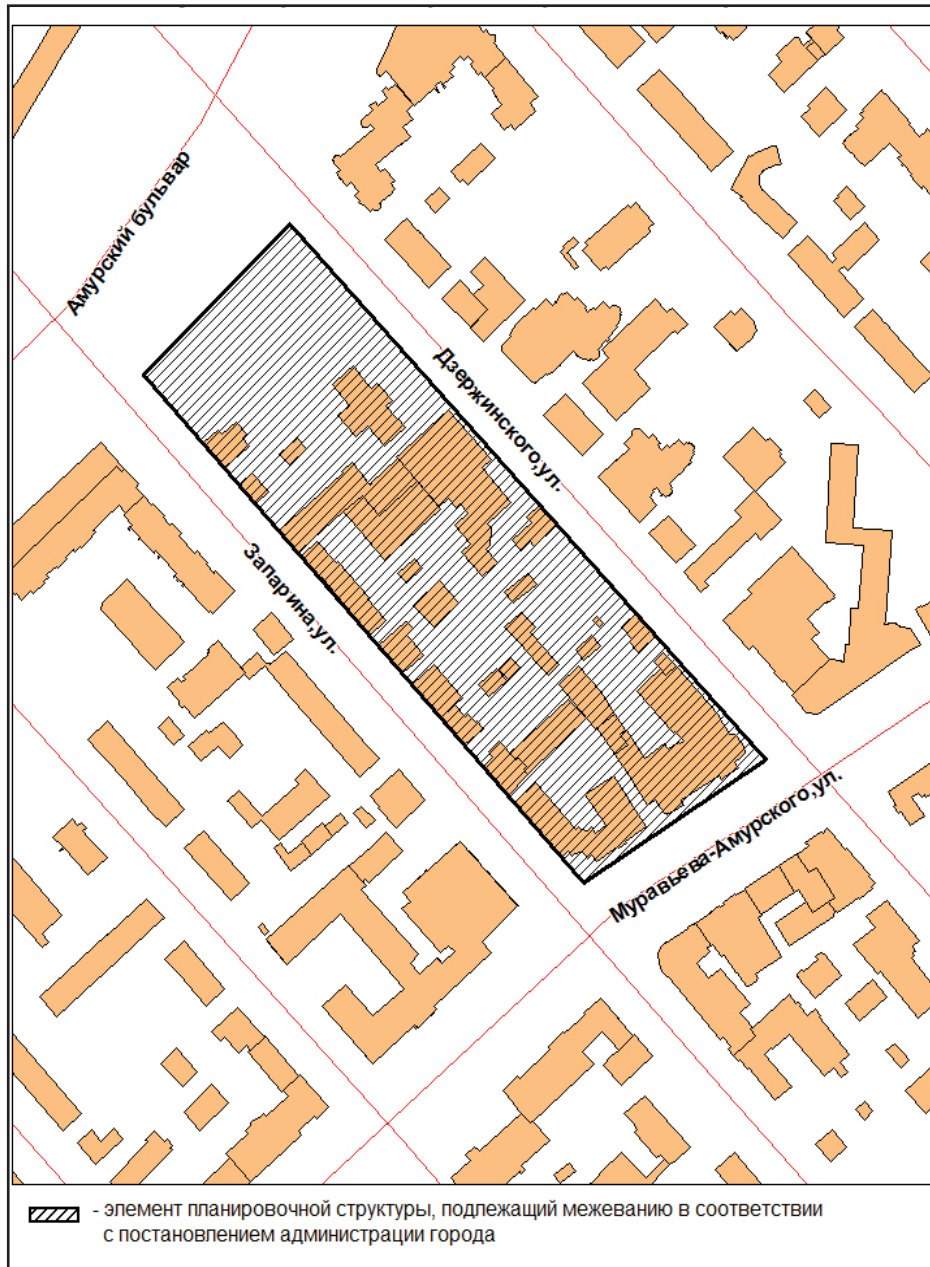 Амурский бульвар
Дзержинского,ул.
Запарина,ул.
Муравьева-Амурского,ул.
- элемент планировочной структуры, подлежащий межеванию в соответствии
с постановлением администрации города